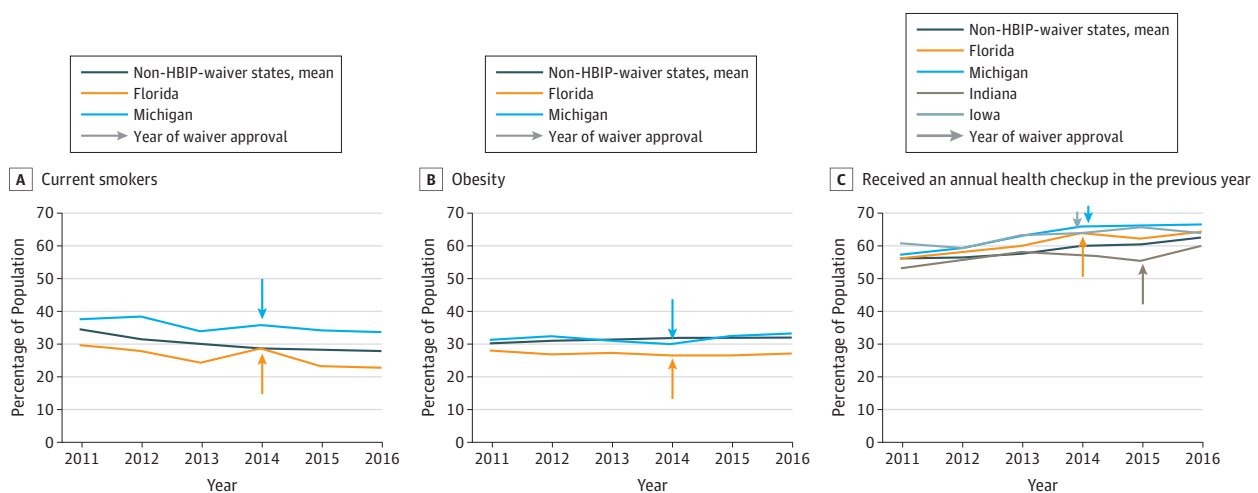 Non-HBIP-waiver states, mean
Florida
Michigan
Year of waiver approval
A Current smokers
70
60
50
40
30
20
10
0
Percentage of Population
2011 2012 2013 2014 2015 2016
Year
Non-HBIP-waiver states, mean
Florida
Michigan
Year of waiver approval
B Obesity
70
60
50
40
30
20
10
0
Percentage of Population
2011 2012 2013 2014 2015 2016
Year
Non-HBIP-waiver states, mean
Florida
Michigan
Indiana
Iowa
Year of waiver approval
C Received an annual health checkup in the previous year
70
60
50
40
30
20
10
0
Percentage of Population
2011 2012 2013 2014 2015 2016
Year